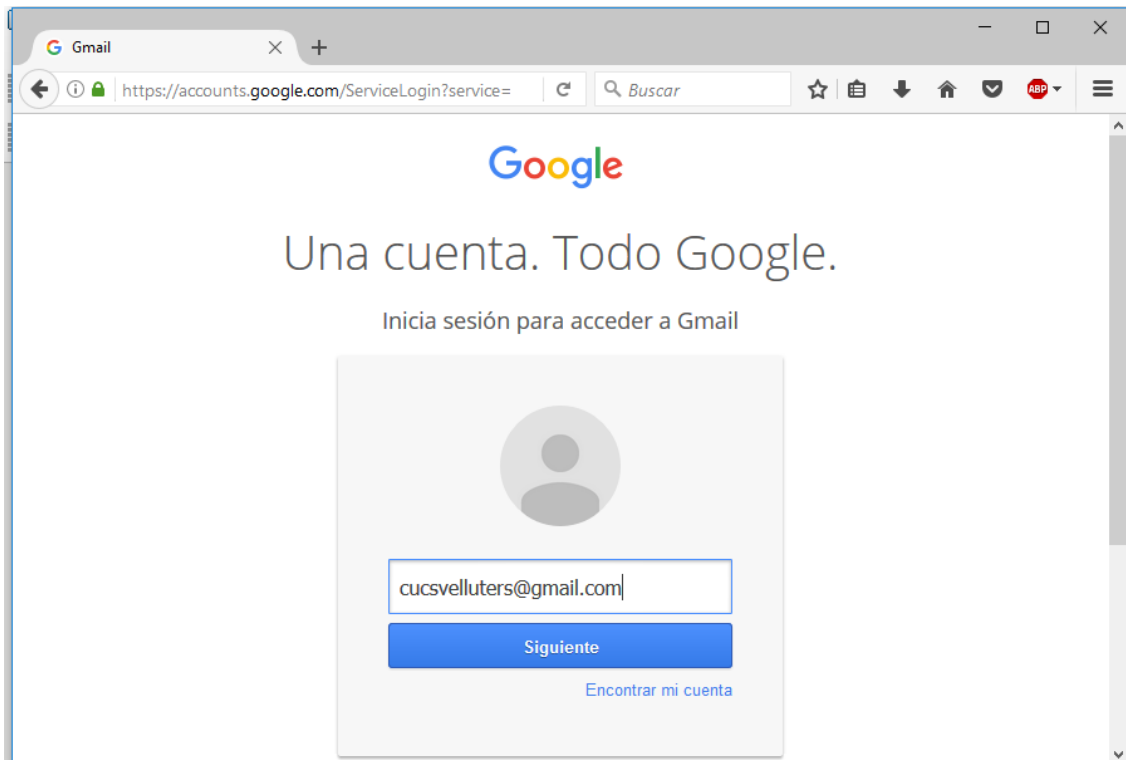 Gmail
https://accounts.google.com/ServiceLogin?service=
Buscar
ABP
Google
Una cuenta. Todo Google.
Inicia sesión para acceder a Gmail
cucsvelluters@gmail.com
Siguiente
Encontrar mi cuenta